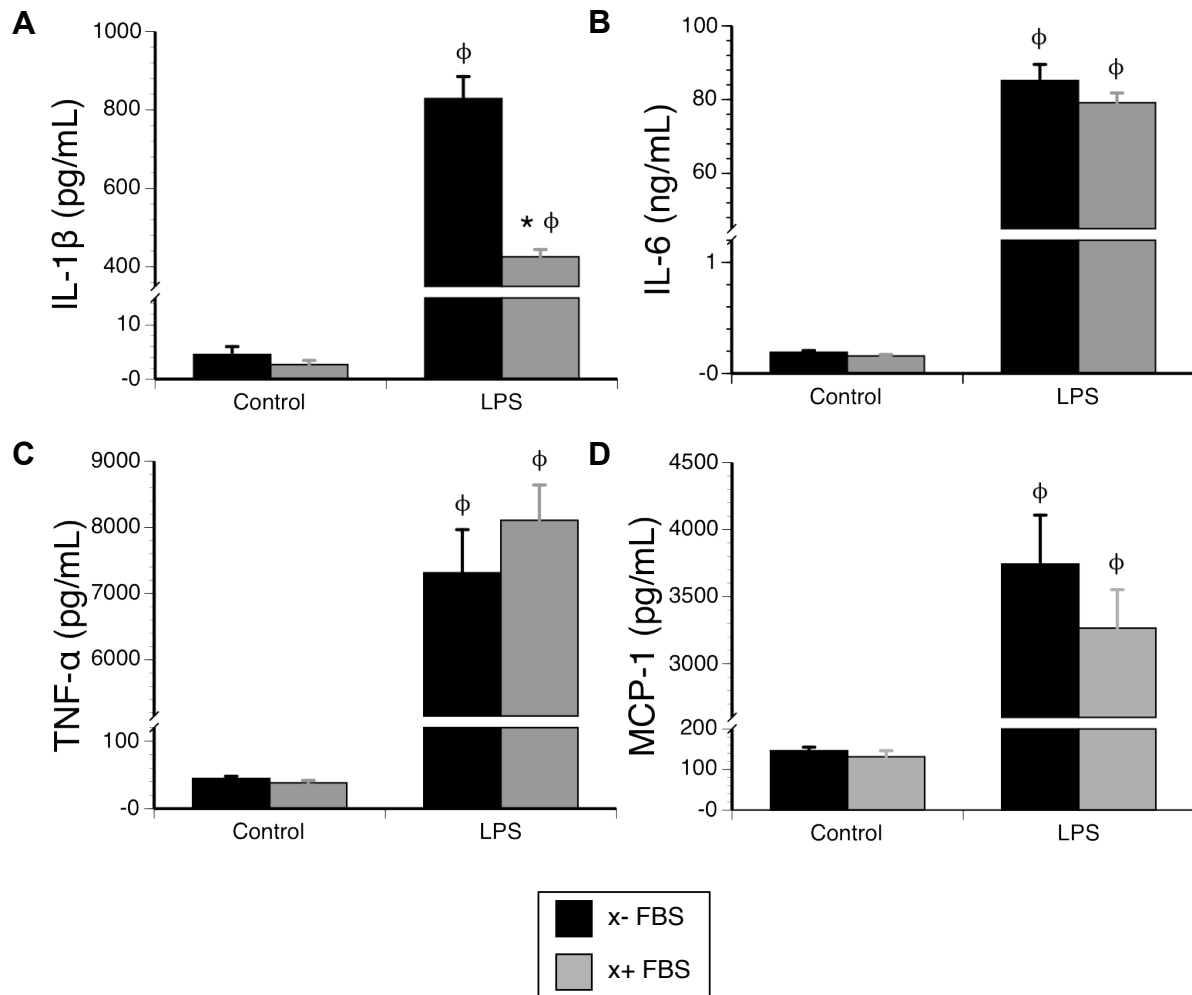 A
IL-1β (pg/mL)
1000
800
600
400
10
-0
ϕ
* ϕ
Control
LPS
B
IL-6 (ng/mL)
100
80
60
1
-0
ϕ
ϕ
Control
LPS
C
TNF-α (pg/mL)
9000
8000
7000
6000
100
-0
ϕ
ϕ
Control
LPS
D
MCP-1 (pg/mL)
4500
4000
3500
3000
200
100
-0
ϕ
ϕ
Control
LPS
x- FBS
x+ FBS